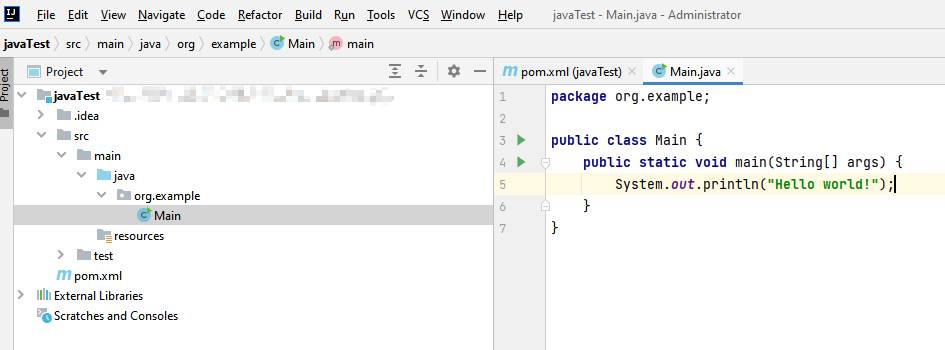 IJ File Edit View Navigate Code Refactor Build Run Tools VCS Window Help javaTest - Main.java - Administrator
javaTest src main java org example C Main m main
Project
Project
m pom.xml (javaTest) C Main.java
javaTest
.idea
src
main
java
org.example
C Main
resources
test
m pom.xml
External Libraries
Scratches and Consoles
1 package org.example;
2
3 public class Main {
4 public static void main(String[] args) {
5 System.out.println("Hello world!");
6 }
7 }